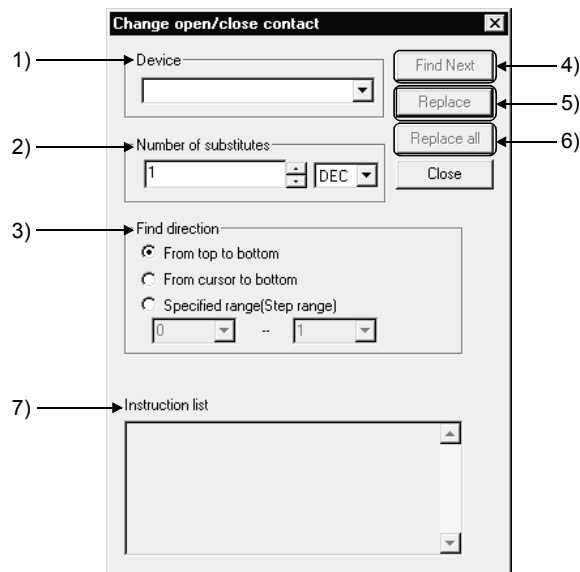 Change open/close contact
1) Device
Find Next 4)
Replace 5)
Replace all 6)
Close
2) Number of substitutes
1 DEC
3) Find direction
From top to bottom
From cursor to bottom
Specified range(Step range)
0 -- 1
7) Instruction list